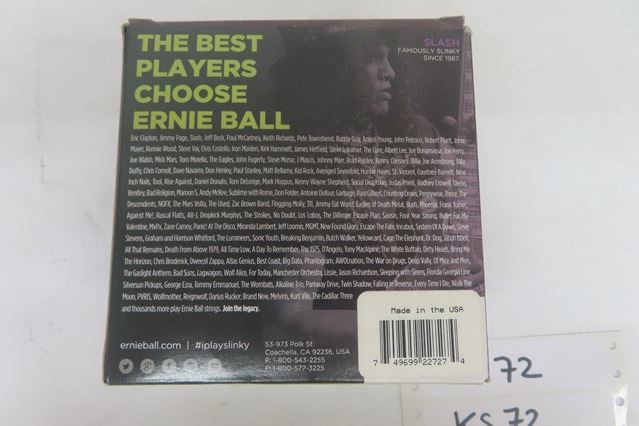 THE BEST
PLAYERS
CHOOSE
ERNIE BALL
SLASH
FAMOUSLY SLINKY
SINCE 1987.
Eric Clapton, Jimmy Page, Slash, Jeff Beck, Paul McCartney, Keith Richards, Pete Townshend, Buddy Guy, Angus Young, John Petrucci, Robert Hunt, John
Mayer, Ronnie Wood, Steve Vai, Elvis Costello, Iron Maiden, Kirk Hammett, James Hetfield, Steve Lukather, The Cure, Albert Lee, Joe Bonamassa, Joe Perry,
Joe Walsh, Mick Mars, Tom Morello, The Eagles, John Fogerty, Steve Morse, J Mascis, Johnny Marr, Brad Paisley, Kenny Chesney, Billie Joe Armstrong, Billy
Duffy, Chris Cornell, Dave Navarro, Don Henley, Paul Stanley, Matt Bellamy, Kid Rock, Avenged Sevenfold, Hunter Hayes, St. Vincent, Courtney Barnett, Nine
Inch Nails, Tool, Rise Against, Daniel Donato, Tom DeLonge, Mark Hoppus, Kenny Wayne Shepherd, Social Distortion, Judas Priest, Radney Crowell, Dierks
Bentley, Bad Religion, Maroon 5, Andy McKee, Sublime with Rome, Don Felder, Antoine Dufour, Garbage, Paul Gilbert, Counting Crows, Pennywise, Thrice, The
Descendents, NOFX, The Mars Volta, The Used, Zac Brown Band, Flogging Molly, 311, Jimmy Eat World, Eagles of Death Metal, Bush, Phoenix, Frank Turner,
Against Me!, Rascal Flatts, Alt-J, Dropkick Murphys, The Strokes, No Doubt, Los Lobos, The Dillinger Escape Plan, Saosin, Four Year Strong, Bullet For My
Valentine, MxPx, Zane Carney, Panic! At The Disco, Miranda Lambert, Jeff Loomis, MGMT, New Found Glory, Escape The Fate, Incubus, System Of A Down, Steve
Stevens, Graham and Harrison Whitford, The Lumineers, Sonic Youth, Breaking Benjamin, Butch Walker, Yellowcard, Cage The Elephant, Dr. Dog, Jason Isbell,
All That Remains, Death From Above 1979, All Time Low, A Day To Remember, The 1975, D'Angelo, Tony MacAlpine, The White Buffalo, Dirty Heads, Bring Me
The Horizon, Chris Broderick, Dweezil Zappa, Atlas Genius, Best Coast, Big Data, Phantogram, AWOLnation, The War on Drugs, Deep Vally, Of Mice and Men,
The Gaslight Anthem, Bad Suns, Lagwagon, Wolf Alice, For Today, Manchester Orchestra, Lissie, Jason Richardson, Sleeping with Sirens, Florida Georgia Line,
Silversun Pickups, George Ezra, Tommy Emmanuel, The Wombats, Alkaline Trio, Parkway Drive, Twin Shadow, Falling in Reverse, Every Time I Die, Walk The
Moon, PVRIS, Wolfmother, Reignwolf, Darius Rucker, Brand New, Melvins, Kurt Vile, The Cadillac Three
and thousands more play Ernie Ball strings. Join the legacy.
ernieball.com | #iplayslinky
53-973 Polk St
Coachella, CA 92236, USA
P: 1-800-543-2255
F: 1-800-577-3225
Made in the USA
7 49699 22727 4
72
KS 72